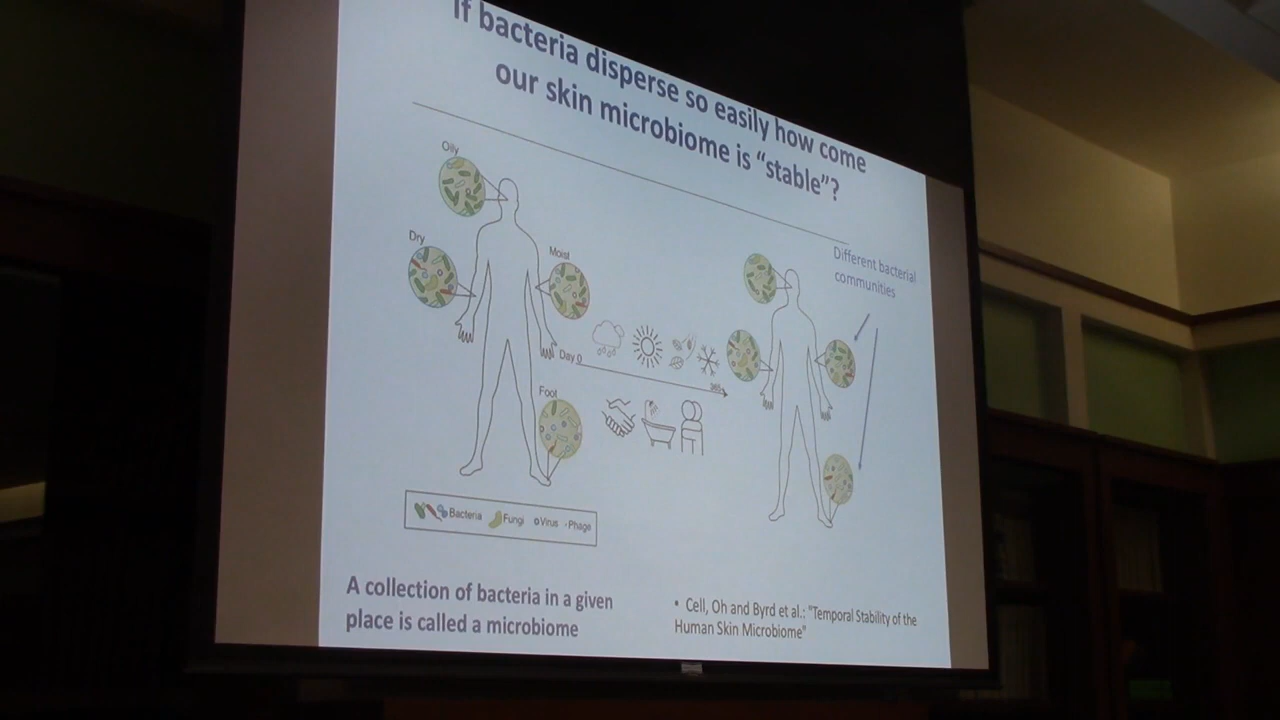 If bacteria disperse so easily how come
our skin microbiome is “stable”?
Oily
Dry
Moist
Day 0
365
Foot
Different bacterial
communities
Bacteria Fungi Virus Phage
A collection of bacteria in a given
place is called a microbiome
• Cell, Oh and Byrd et al.: "Temporal Stability of the
Human Skin Microbiome"